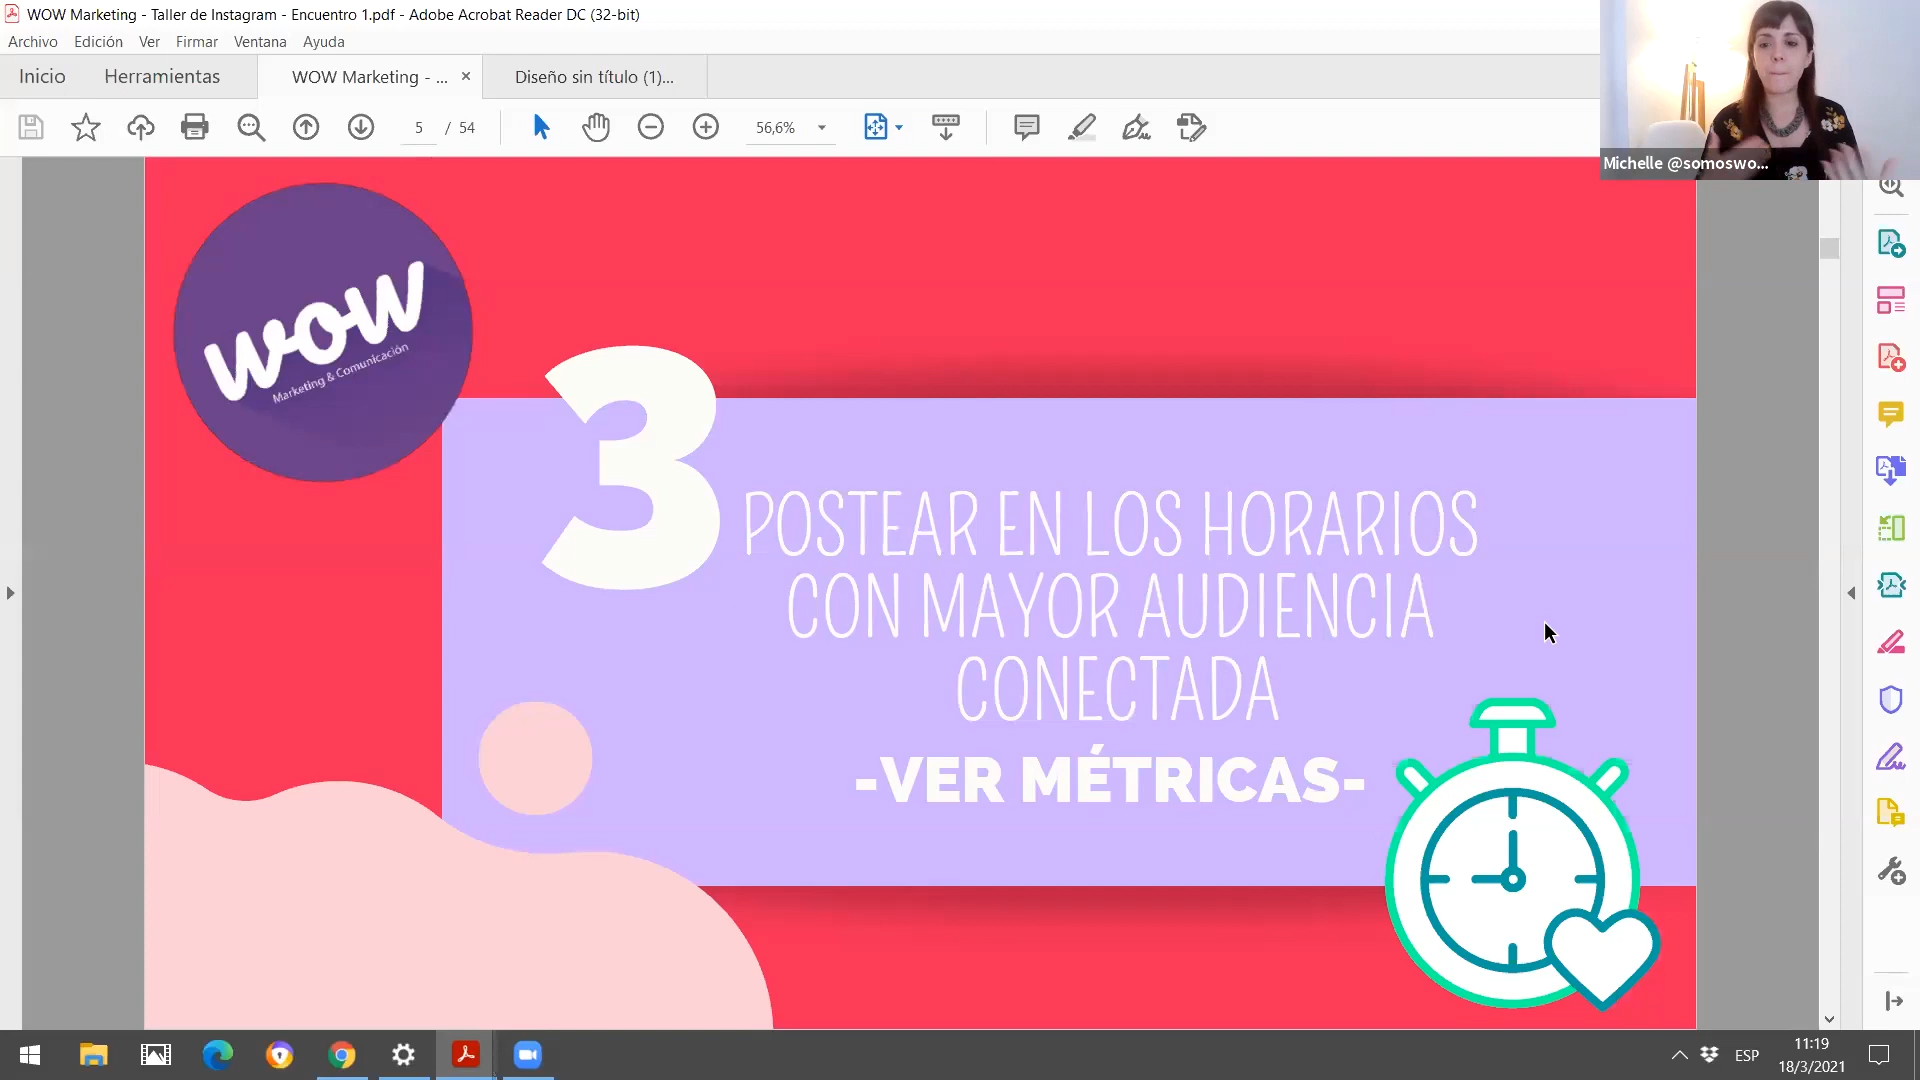 WOW Marketing - Taller de Instagram - Encuentro 1.pdf - Adobe Acrobat Reader DC (32-bit)
Archivo Edición Ver Firmar Ventana Ayuda
Inicio Herramientas WOW Marketing - ... Diseño sin título (1)...
5 / 54 56,6%
Michelle @somoswo...
wow
Marketing & Comunicación
3
POSTEAR EN LOS HORARIOS
CON MAYOR AUDIENCIA
CONECTADA
-VER MÉTRICAS-
ESP
11:19
18/3/2021